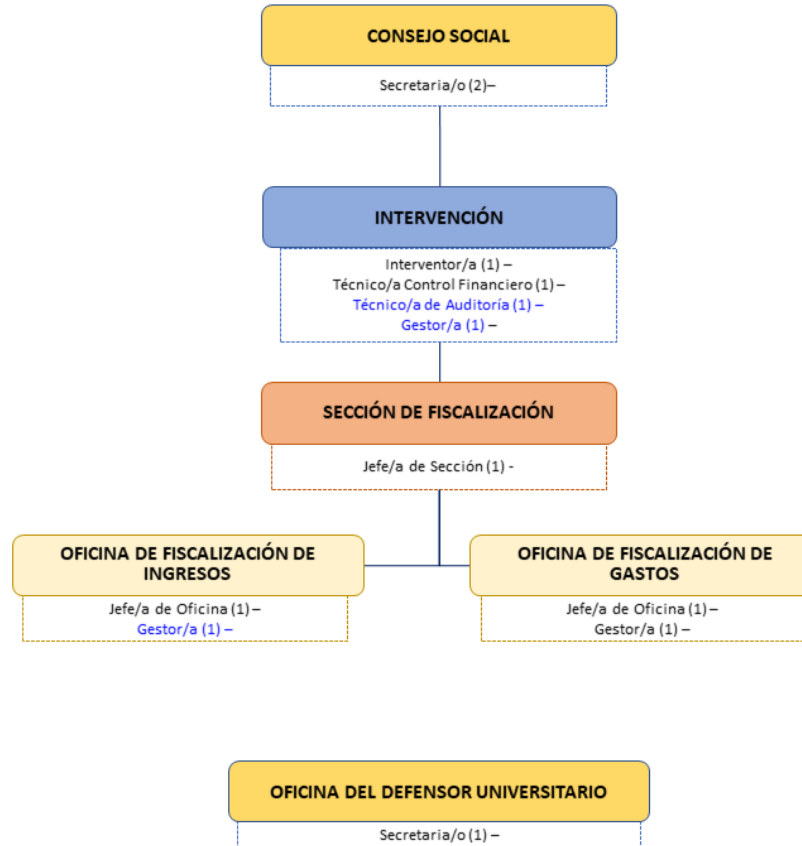 CONSEJO SOCIAL
Secretaria/o (2)–
INTERVENCIÓN
Interventor/a (1) –
Técnico/a Control Financiero (1) –
Técnico/a de Auditoría (1) –
Gestor/a (1) –
SECCIÓN DE FISCALIZACIÓN
Jefe/a de Sección (1) -
OFICINA DE FISCALIZACIÓN DE
INGRESOS
Jefe/a de Oficina (1) –
Gestor/a (1) –
OFICINA DE FISCALIZACIÓN DE
GASTOS
Jefe/a de Oficina (1) –
Gestor/a (1) –
OFICINA DEL DEFENSOR UNIVERSITARIO
Secretaria/o (1) –